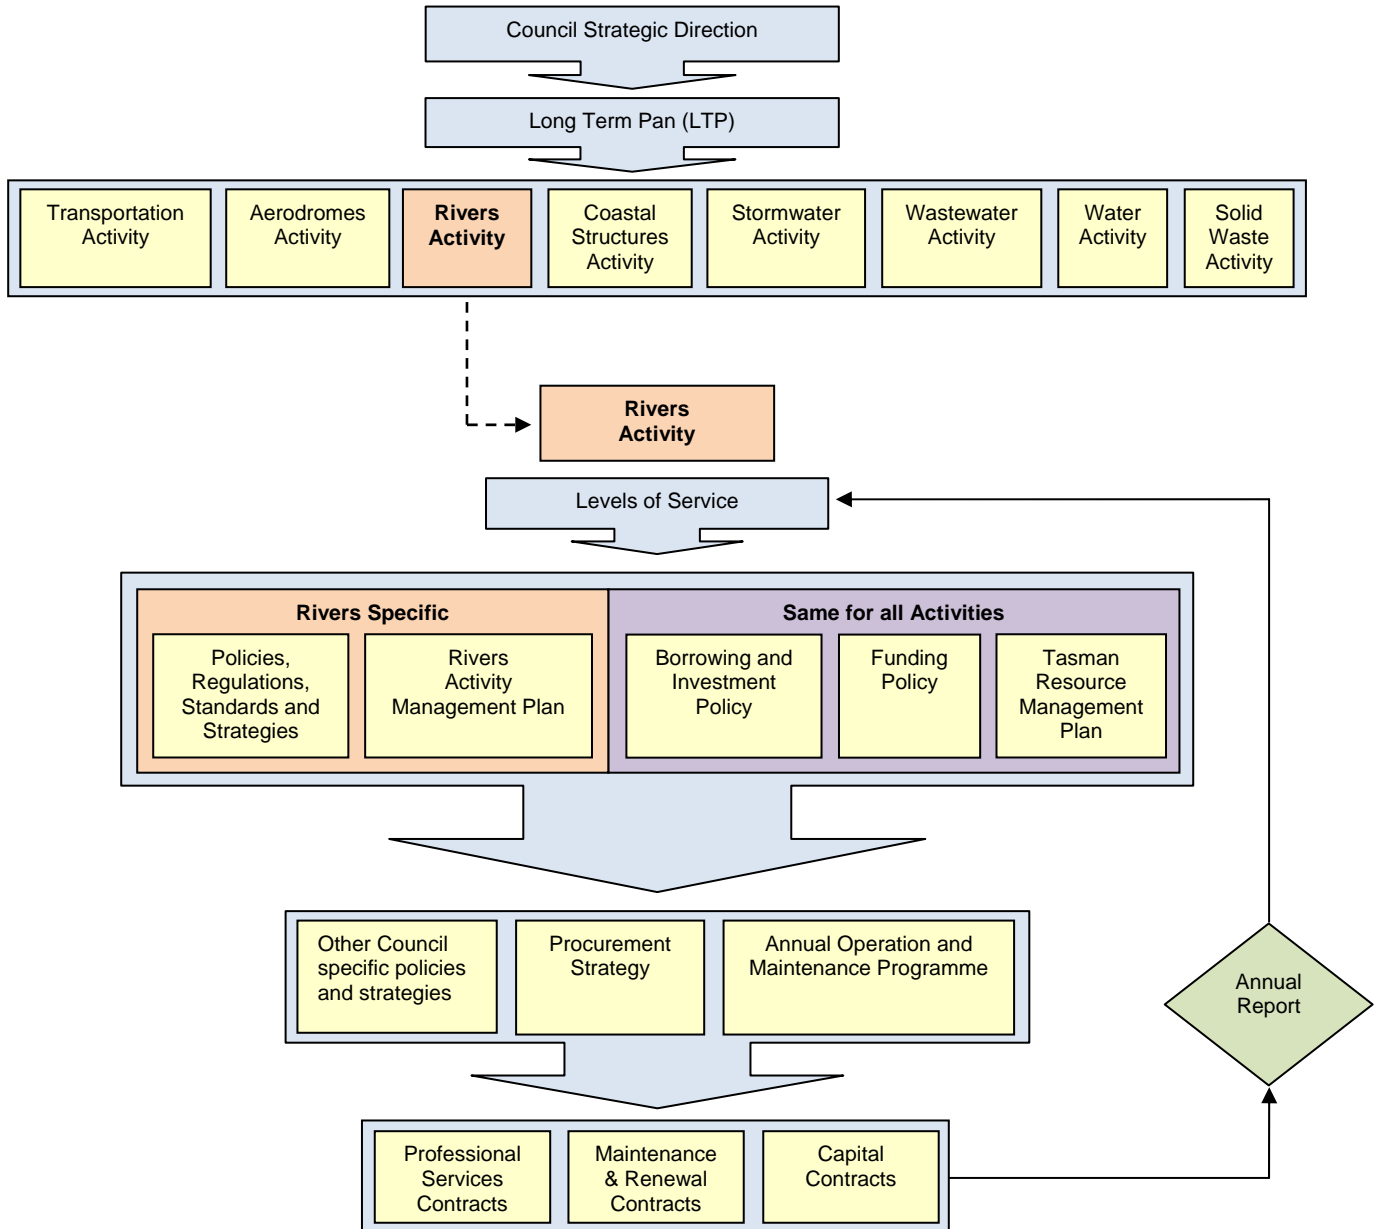 Council Strategic Direction
Long Term Pan (LTP)
Transportation
Activity
Aerodromes
Activity
Rivers
Activity
Coastal
Structures
Activity
Stormwater
Activity
Wastewater
Activity
Water
Activity
Solid
Waste
Activity
Rivers
Activity
Levels of Service
Rivers Specific
Policies,
Regulations,
Standards and
Strategies
Rivers
Activity
Management Plan
Same for all Activities
Borrowing and
Investment
Policy
Funding
Policy
Tasman
Resource
Management
Plan
Other Council
specific policies
and strategies
Procurement
Strategy
Annual Operation and
Maintenance Programme
Annual
Report
Professional
Services
Contracts
Maintenance
& Renewal
Contracts
Capital
Contracts